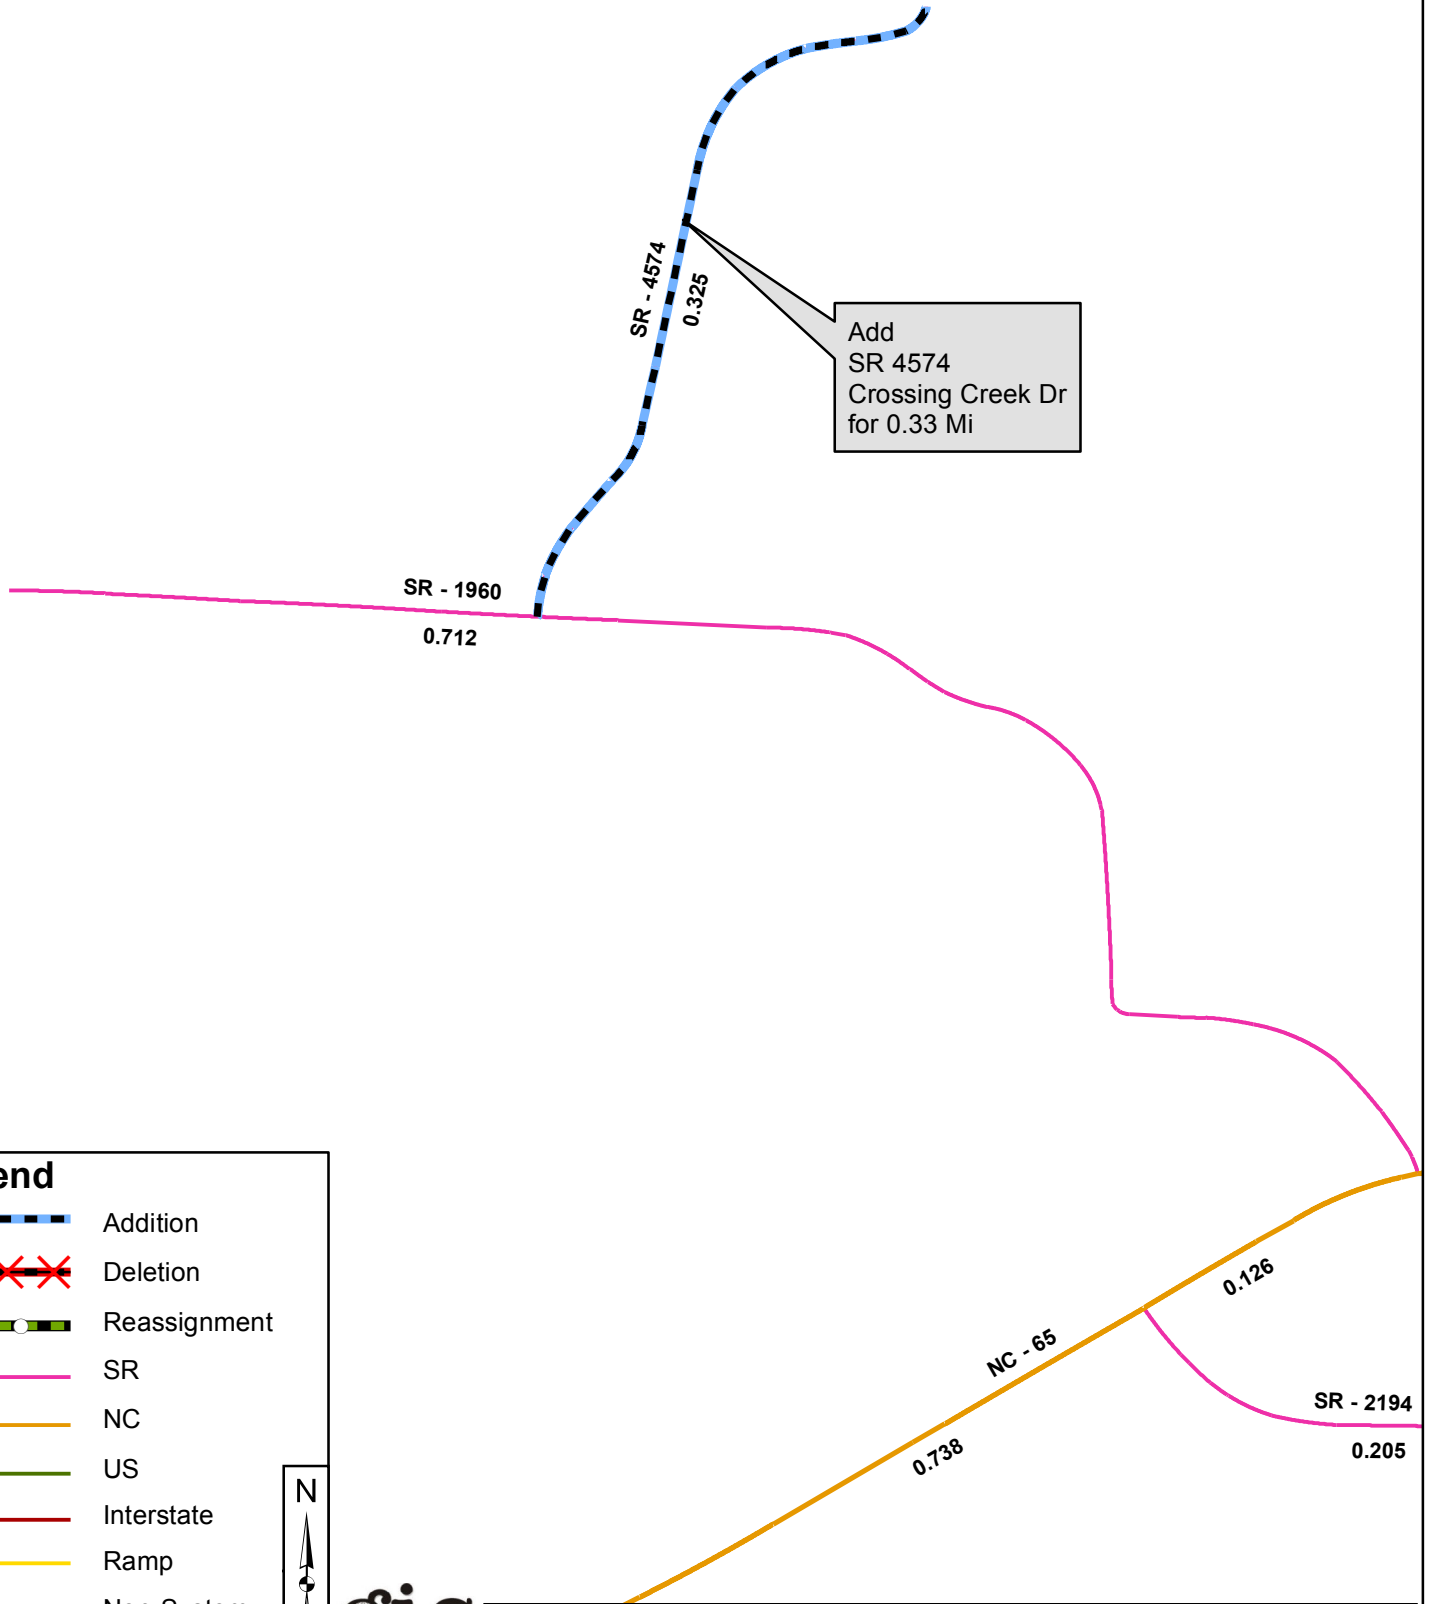 SR - 4574
0.325
Add
SR 4574
Crossing Creek Dr
for 0.33 Mi
SR - 1960
0.712
end
Addition
Deletion
Reassignment
SR
NC
US
Interstate
Ramp
N
0.126
NC - 65
SR - 2194
0.738
0.205